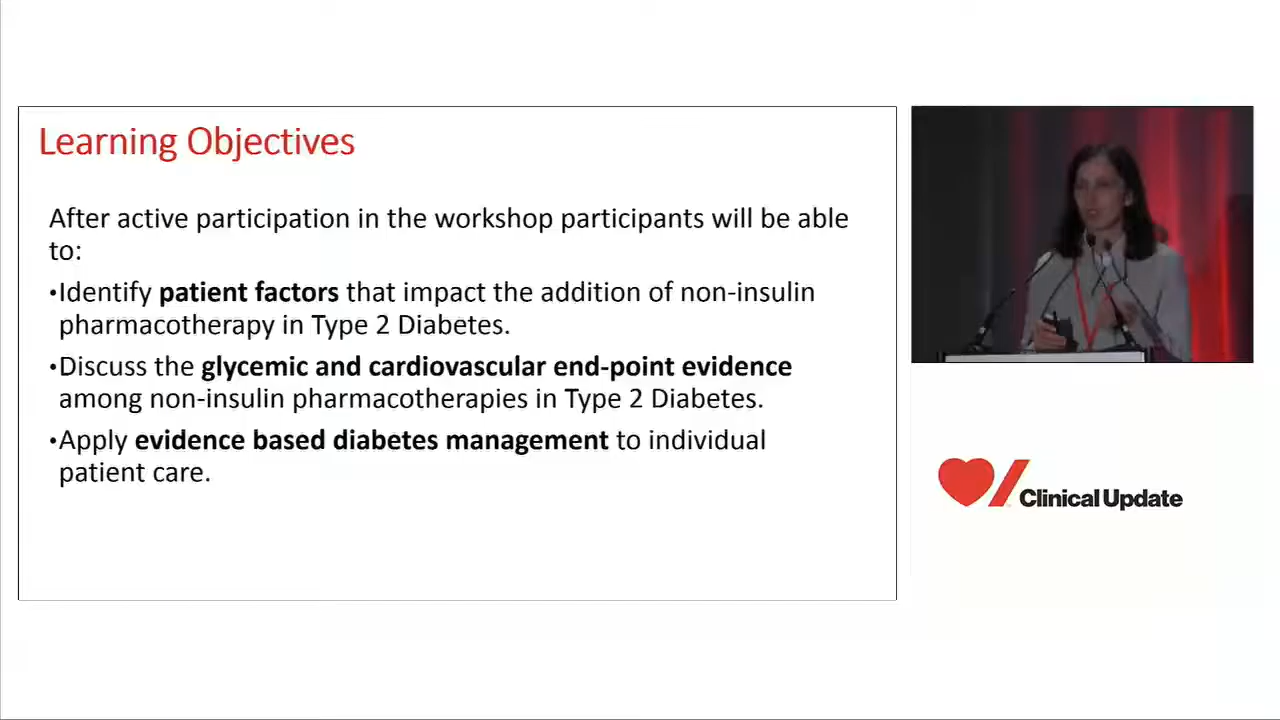 Learning Objectives
After active participation in the workshop participants will be able
to:
•Identify patient factors that impact the addition of non-insulin
pharmacotherapy in Type 2 Diabetes.
•Discuss the glycemic and cardiovascular end-point evidence
among non-insulin pharmacotherapies in Type 2 Diabetes.
•Apply evidence based diabetes management to individual
patient care.
Clinical Update